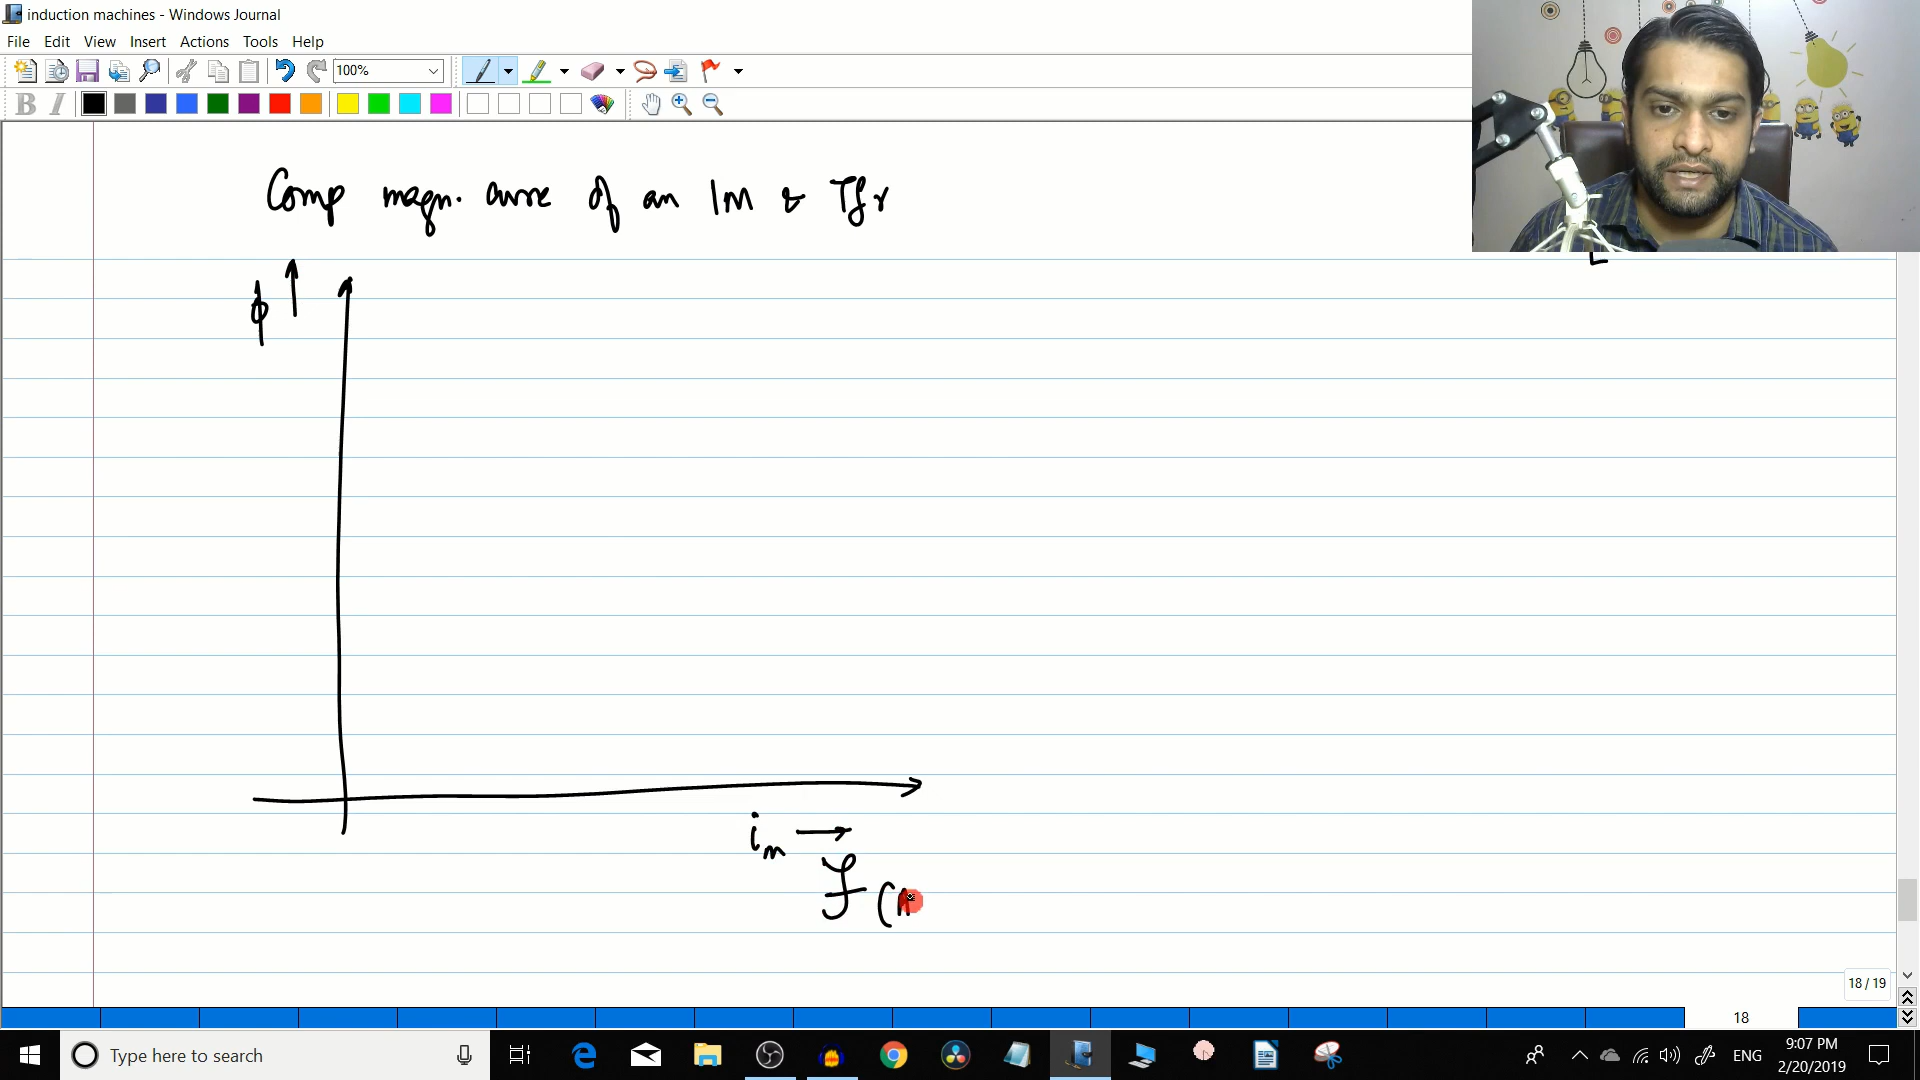 induction machines - Windows Journal
File Edit View Insert Actions Tools Help
100%
B I
Comp magn. curve of an IM & Tfr
ϕ
i_m
F (
18 / 19
18
Type here to search
ENG
9:07 PM
2/20/2019